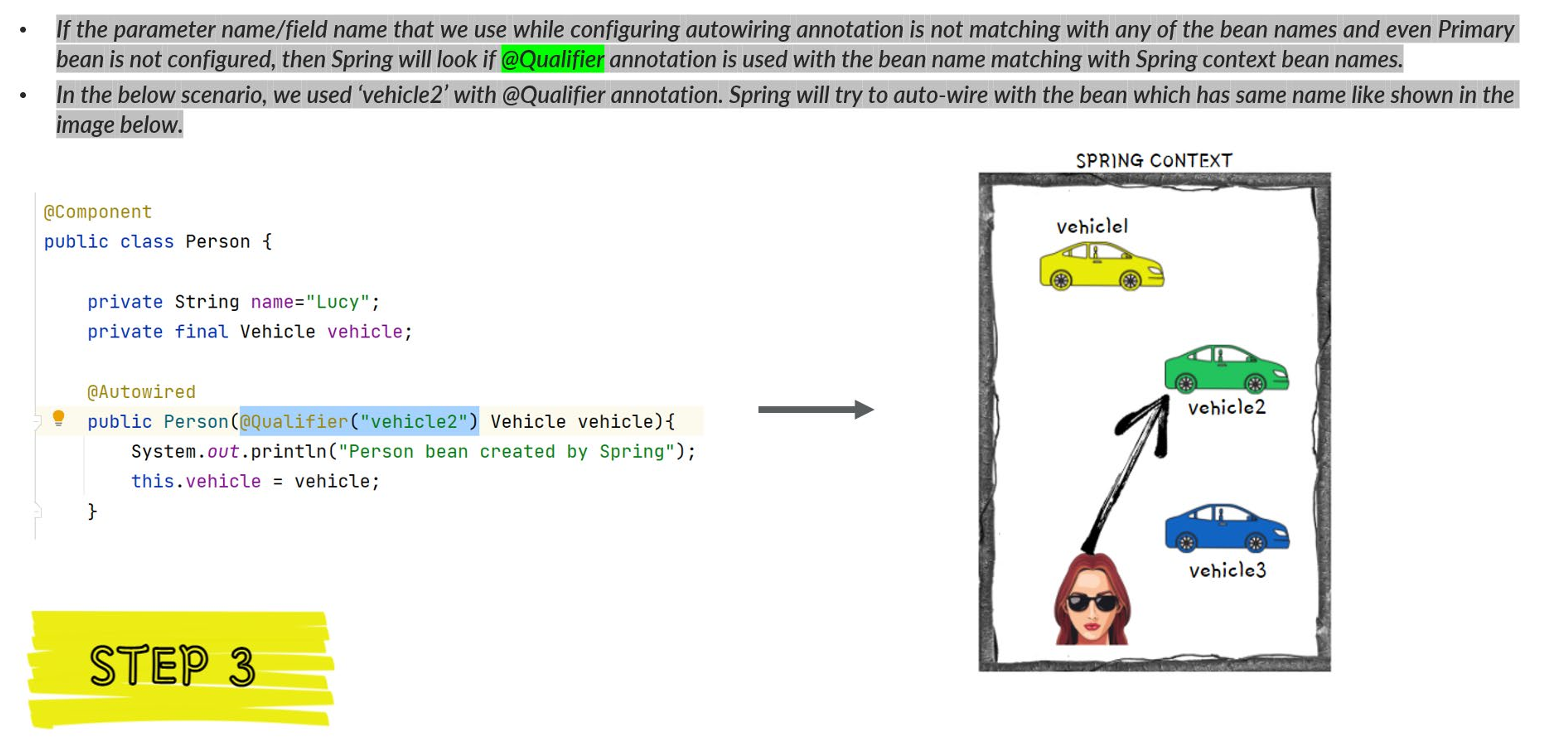 • If the parameter name/field name that we use while configuring autowiring annotation is not matching with any of the bean names and even Primary
bean is not configured, then Spring will look if @Qualifier annotation is used with the bean name matching with Spring context bean names.
• In the below scenario, we used ‘vehicle2’ with @Qualifier annotation. Spring will try to auto-wire with the bean which has same name like shown in the
image below.
@Component
public class Person {
private String name="Lucy";
private final Vehicle vehicle;
@Autowired
public Person(@Qualifier("vehicle2") Vehicle vehicle){
System.out.println("Person bean created by Spring");
this.vehicle = vehicle;
}
SPRING CONTEXT
vehicle1
vehicle2
vehicle3
STEP 3